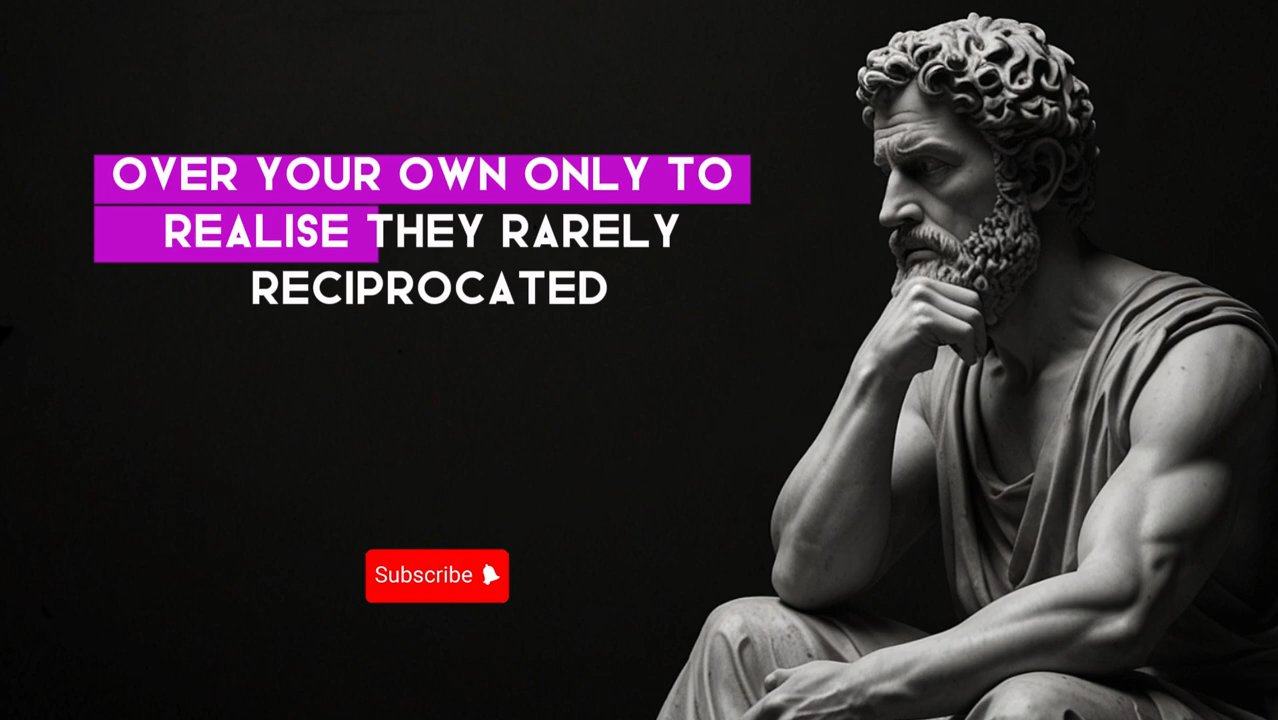 OVER YOUR OWN ONLY TO
REALISE THEY RARELY
RECIPROCATED
Subscribe